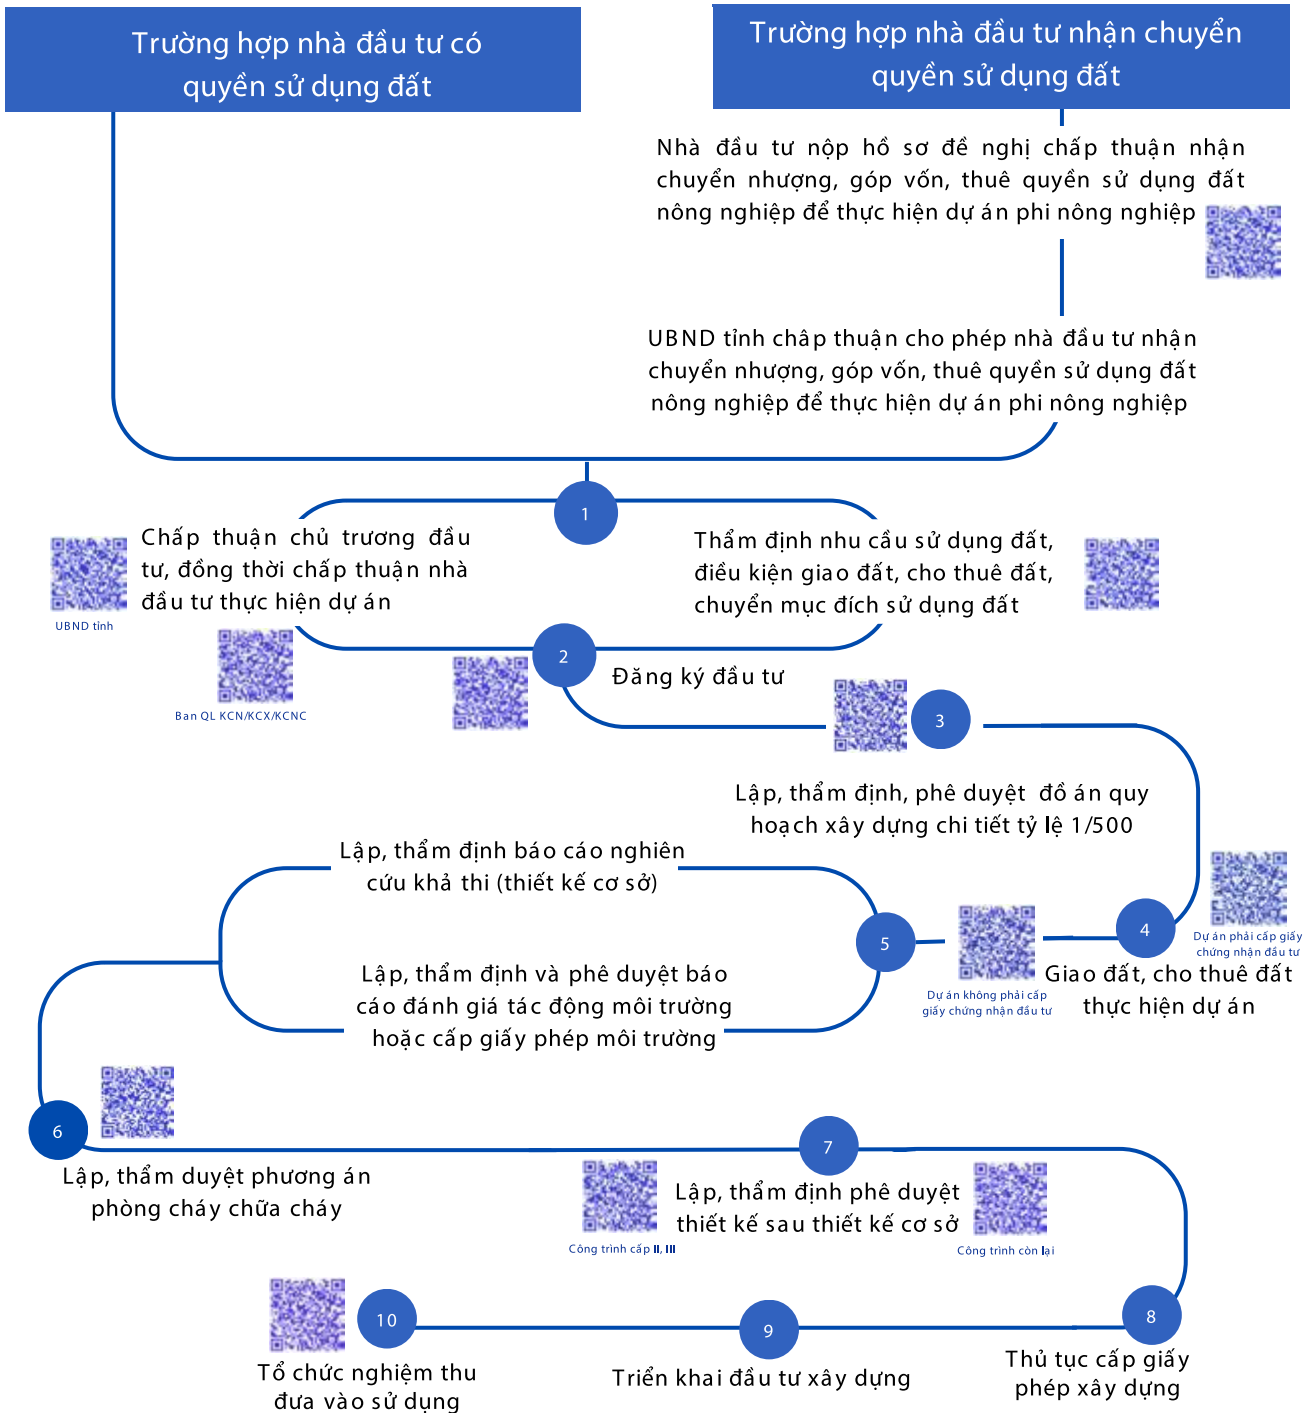 Trường hợp nhà đầu tư có
quyền sử dụng đất
Trường hợp nhà đầu tư nhận chuyển
quyền sử dụng đất
Nhà đầu tư nộp hồ sơ đề nghị chấp thuận nhận
chuyển nhượng, góp vốn, thuê quyền sử dụng đất
nông nghiệp để thực hiện dự án phi nông nghiệp
UBND tỉnh châp thuận cho phép nhà đầu tư nhận
chuyển nhượng, góp vốn, thuê quyền sử dụng đất
nông nghiệp để thực hiện dự án phi nông nghiệp
1
Chấp thuận chủ trương đầu
tư, đồng thời chấp thuận nhà
đầu tư thực hiện dự án
UBND tỉnh
Ban QL KCN/KCX/KCNC
Thẩm định nhu cầu sử dụng đất,
điều kiện giao đất, cho thuê đất,
chuyển mục đích sử dụng đất
2
Đăng ký đầu tư
3
Lập, thẩm định, phê duyệt đồ án quy
hoạch xây dựng chi tiết tỷ lệ 1/500
4
Dự án phải cấp giấy
chứng nhận đầu tư
Giao đất, cho thuê đất
thực hiện dự án
Dự án không phải cấp
giấy chứng nhận đầu tư
5
Lập, thẩm định báo cáo nghiên
cứu khả thi (thiết kế cơ sở)
Lập, thẩm định và phê duyệt báo
cáo đánh giá tác động môi trường
hoặc cấp giấy phép môi trường
6
Lập, thẩm duyệt phương án
phòng cháy chữa cháy
7
Lập, thẩm định phê duyệt
thiết kế sau thiết kế cơ sở
Công trình cấp II, III
Công trình còn lại
8
Thủ tục cấp giấy
phép xây dựng
9
Triển khai đầu tư xây dựng
10
Tổ chức nghiệm thu
đưa vào sử dụng